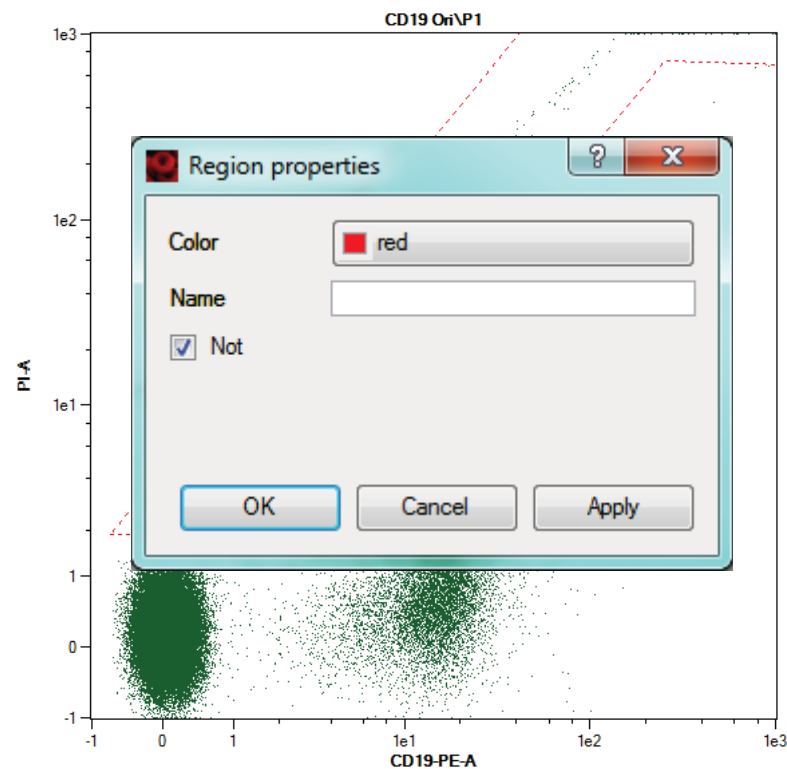 CD19 Ori\P1
1e3
1e2
1e1
1
0
-1
PI-A
Region properties
?
X
Color
red
Name
Not
OK
Cancel
Apply
-1
0
1
1e1
1e2
1e3
CD19-PE-A